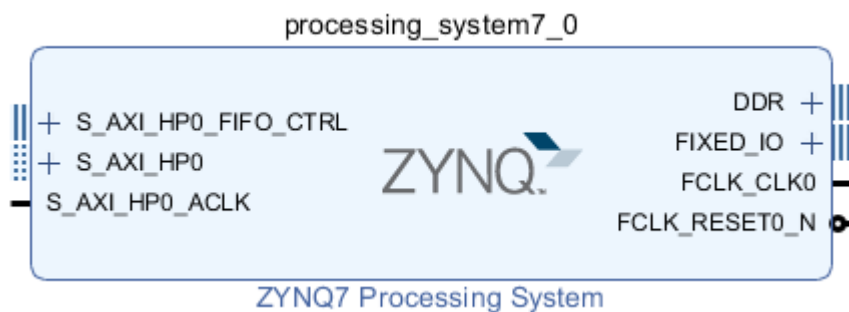 processing_system7_0
S_AXI_HP0_FIFO_CTRL
S_AXI_HP0
S_AXI_HP0_ACLK
ZYNQ
DDR
FIXED_IO
FCLK_CLK0
FCLK_RESET0_N
ZYNQ7 Processing System